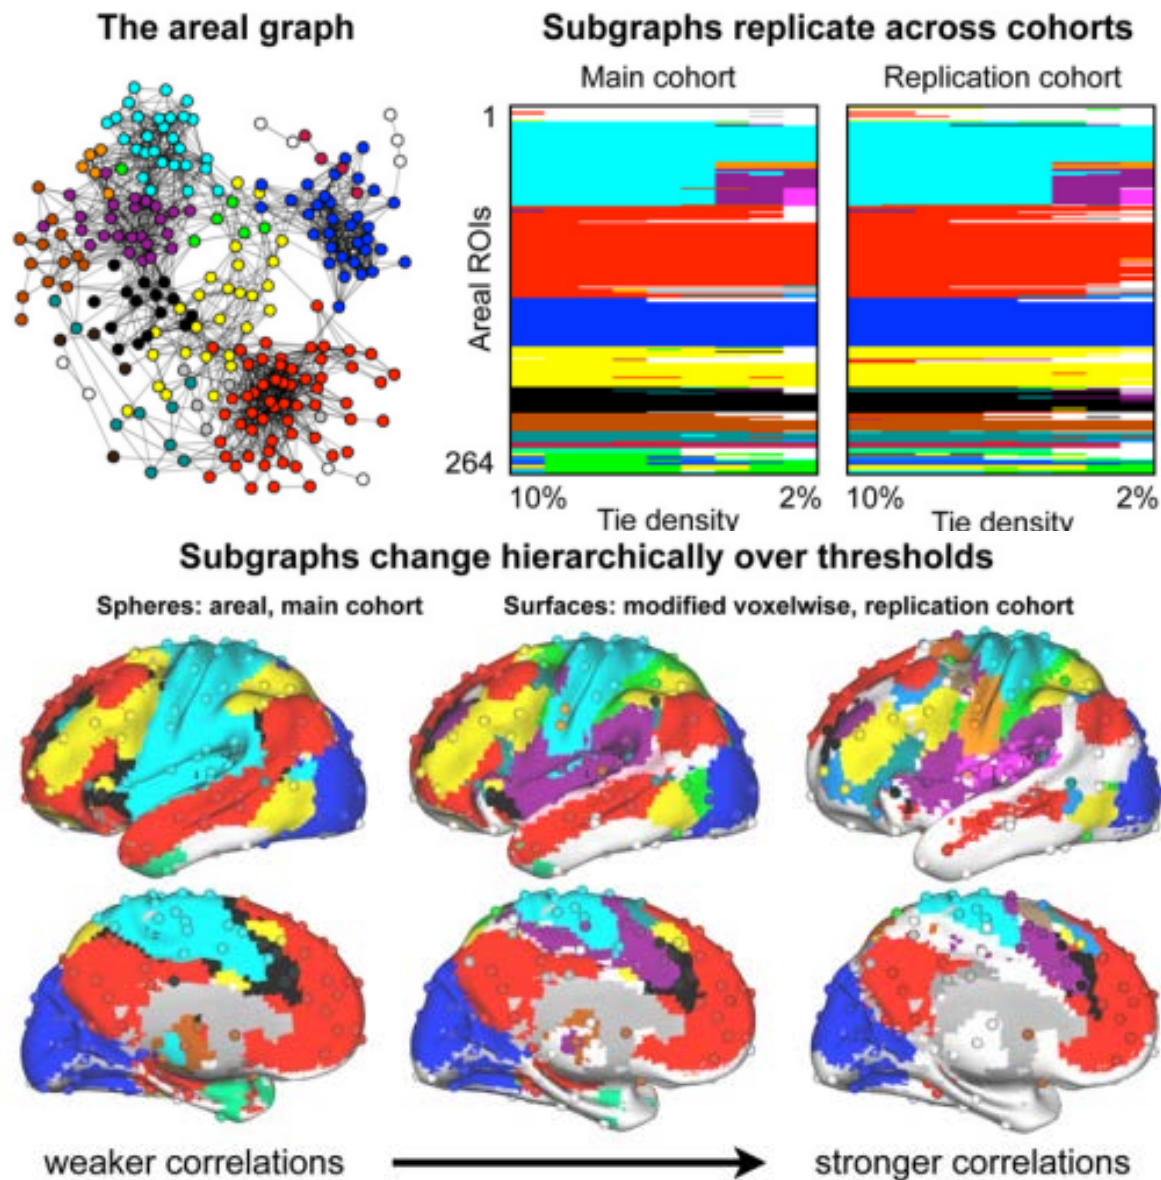 The areal graph
Subgraphs replicate across cohorts
Main cohort
Replication cohort
Areal ROIs
1
264
10%
2%
10%
2%
Tie density
Tie density
Subgraphs change hierarchically over thresholds
Spheres: areal, main cohort
Surfaces: modified voxelwise, replication cohort
weaker correlations
stronger correlations